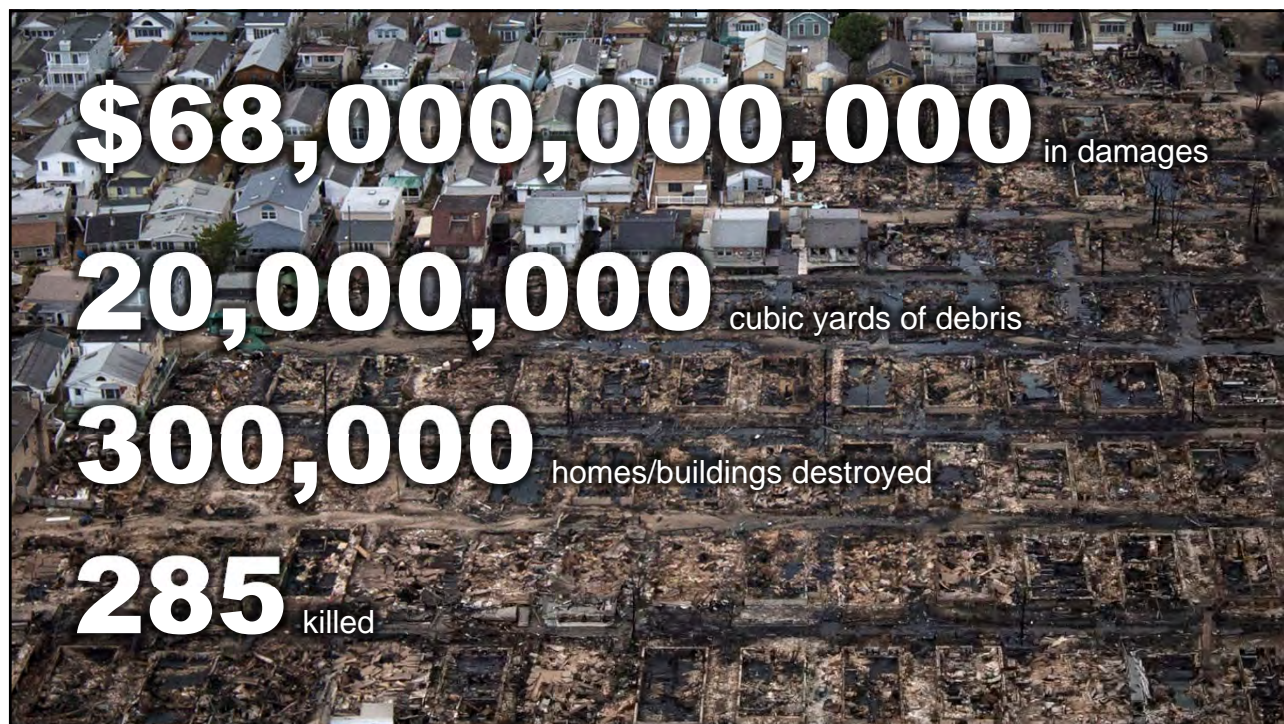 $68,000,000,000 in damages
20,000,000 cubic yards of debris
300,000 homes/buildings destroyed
285 killed